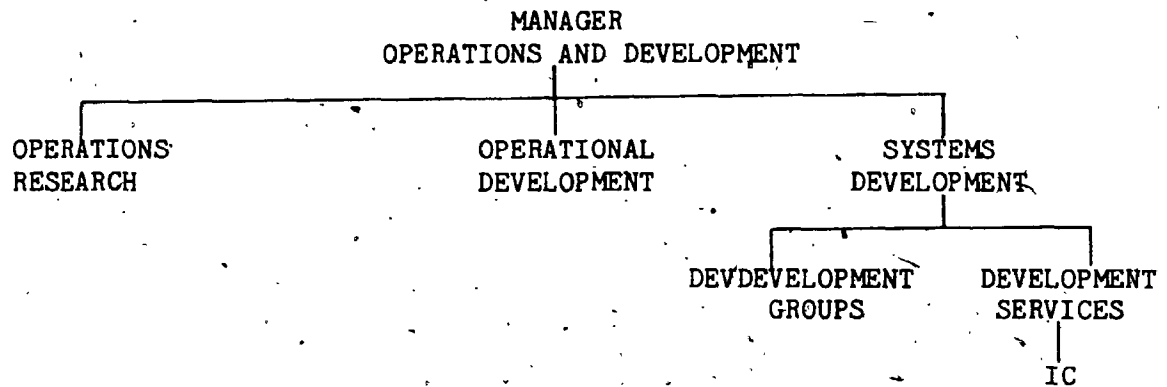 MANAGER
OPERATIONS AND DEVELOPMENT
OPERATIONS
RESEARCH
OPERATIONAL
DEVELOPMENT
SYSTEMS
DEVELOPMENT
DEVDEVELOPMENT
GROUPS
DEVELOPMENT
SERVICES
IC